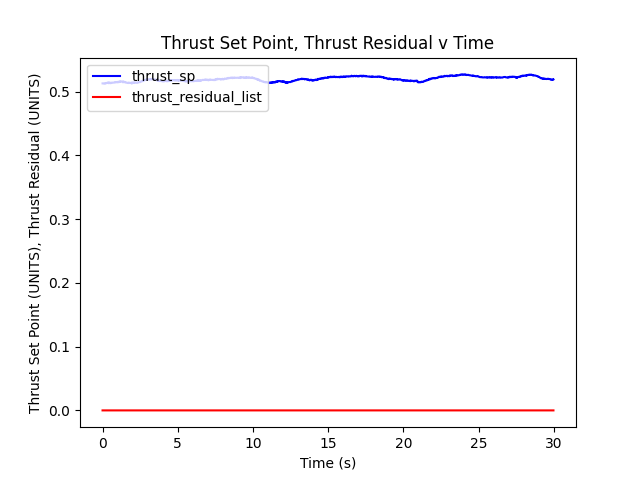 Thrust Set Point, Thrust Residual v Time
thrust_sp
thrust_residual_list
Thrust Set Point (UNITS), Thrust Residual (UNITS)
0.5
0.4
0.3
0.2
0.1
0.0
0 5 10 15 20 25 30
Time (s)